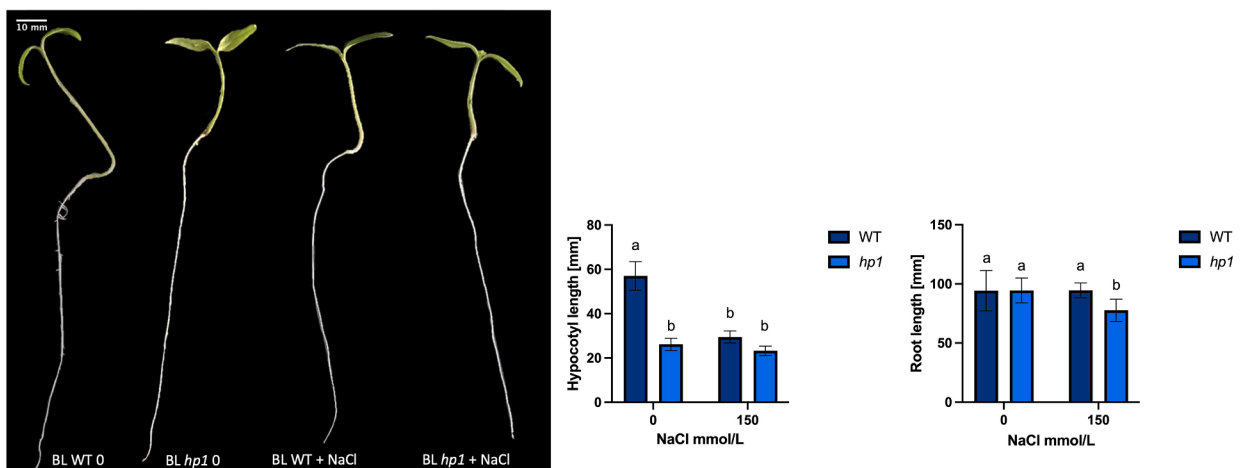 10 mm
BL WT 0
BL hp1 0
BL WT + NaCl
BL hp1 + NaCl
Hypocotyl length [mm]
80
60
40
20
0
a
b
b
b
0
150
NaCl mmol/L
WT
hp1
Root length [mm]
150
100
50
0
a
a
a
b
0
150
NaCl mmol/L
WT
hp1